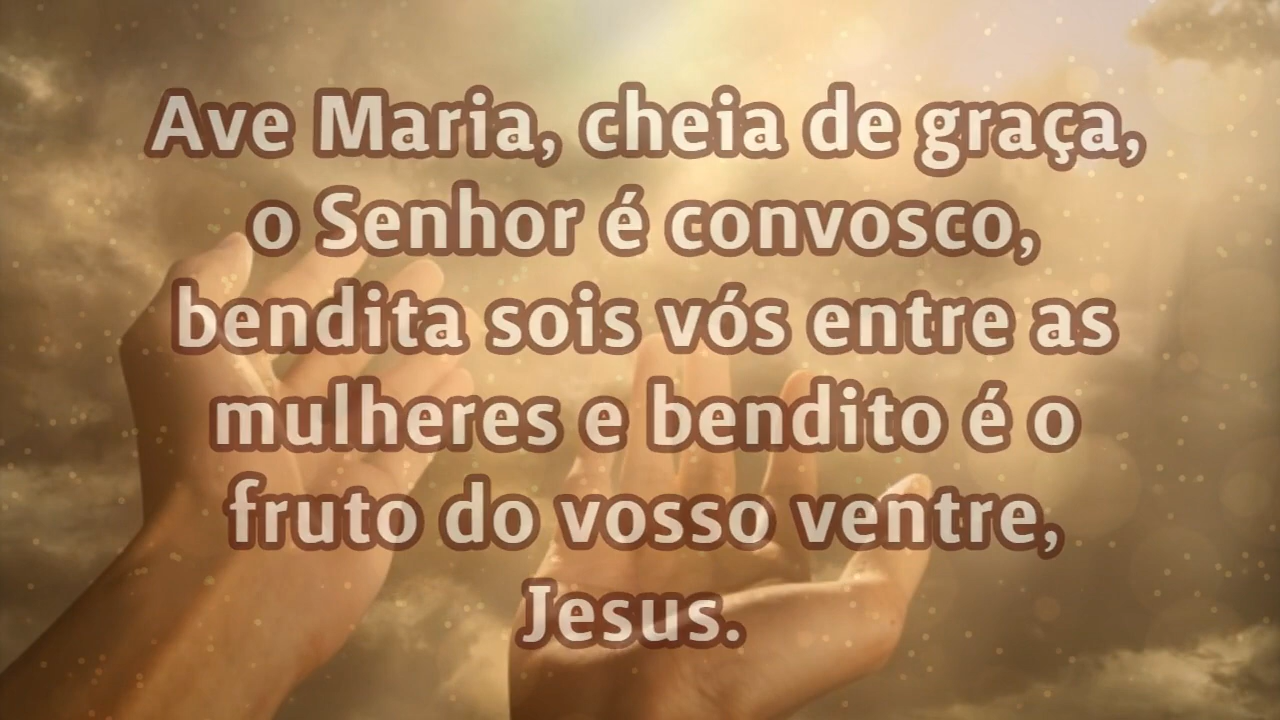 Ave Maria, cheia de graça,
o Senhor é convosco,
bendita sois vós entre as
mulheres e bendito é o
fruto do vosso ventre,
Jesus.